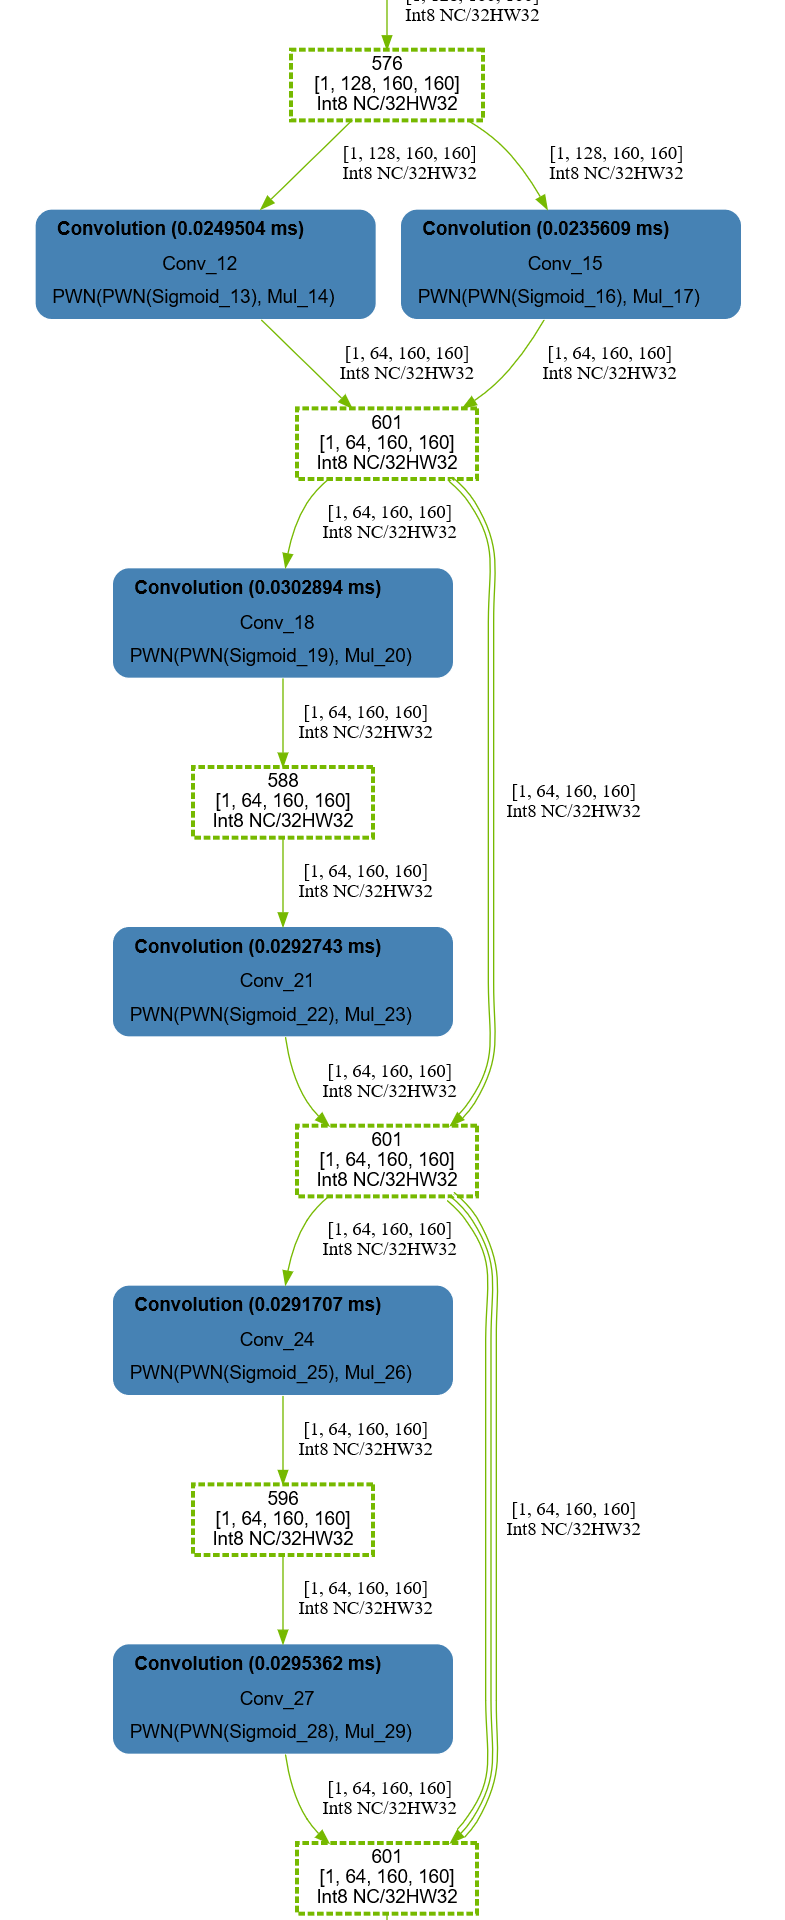 Int8 NC/32HW32
576
[1, 128, 160, 160]
Int8 NC/32HW32
[1, 128, 160, 160]
Int8 NC/32HW32
[1, 128, 160, 160]
Int8 NC/32HW32
Convolution (0.0249504 ms)
Conv_12
PWN(PWN(Sigmoid_13), Mul_14)
Convolution (0.0235609 ms)
Conv_15
PWN(PWN(Sigmoid_16), Mul_17)
[1, 64, 160, 160]
Int8 NC/32HW32
[1, 64, 160, 160]
Int8 NC/32HW32
601
[1, 64, 160, 160]
Int8 NC/32HW32
[1, 64, 160, 160]
Int8 NC/32HW32
Convolution (0.0302894 ms)
Conv_18
PWN(PWN(Sigmoid_19), Mul_20)
[1, 64, 160, 160]
Int8 NC/32HW32
588
[1, 64, 160, 160]
Int8 NC/32HW32
[1, 64, 160, 160]
Int8 NC/32HW32
[1, 64, 160, 160]
Int8 NC/32HW32
Convolution (0.0292743 ms)
Conv_21
PWN(PWN(Sigmoid_22), Mul_23)
[1, 64, 160, 160]
Int8 NC/32HW32
601
[1, 64, 160, 160]
Int8 NC/32HW32
[1, 64, 160, 160]
Int8 NC/32HW32
Convolution (0.0291707 ms)
Conv_24
PWN(PWN(Sigmoid_25), Mul_26)
[1, 64, 160, 160]
Int8 NC/32HW32
596
[1, 64, 160, 160]
Int8 NC/32HW32
[1, 64, 160, 160]
Int8 NC/32HW32
[1, 64, 160, 160]
Int8 NC/32HW32
Convolution (0.0295362 ms)
Conv_27
PWN(PWN(Sigmoid_28), Mul_29)
[1, 64, 160, 160]
Int8 NC/32HW32
601
[1, 64, 160, 160]
Int8 NC/32HW32